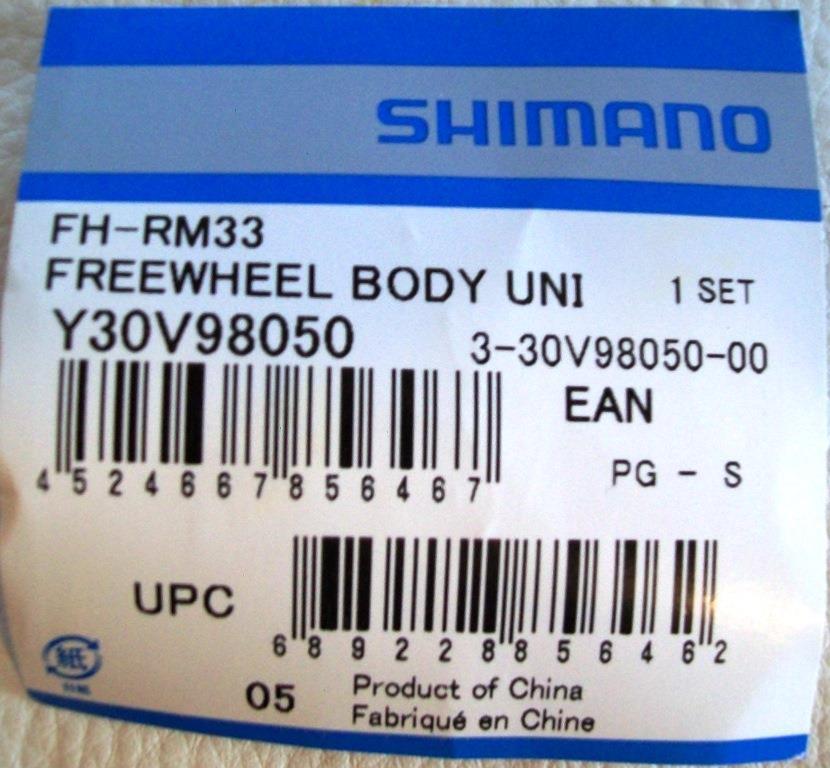 SHIMANO
FH-RM33
FREEWHEEL BODY UNI 1 SET
Y30V98050 3-30V98050-00
EAN
4 524667 856467
PG - S
UPC
6 89228 85646 2
紙
05 Product of China
Fabriqué en Chine